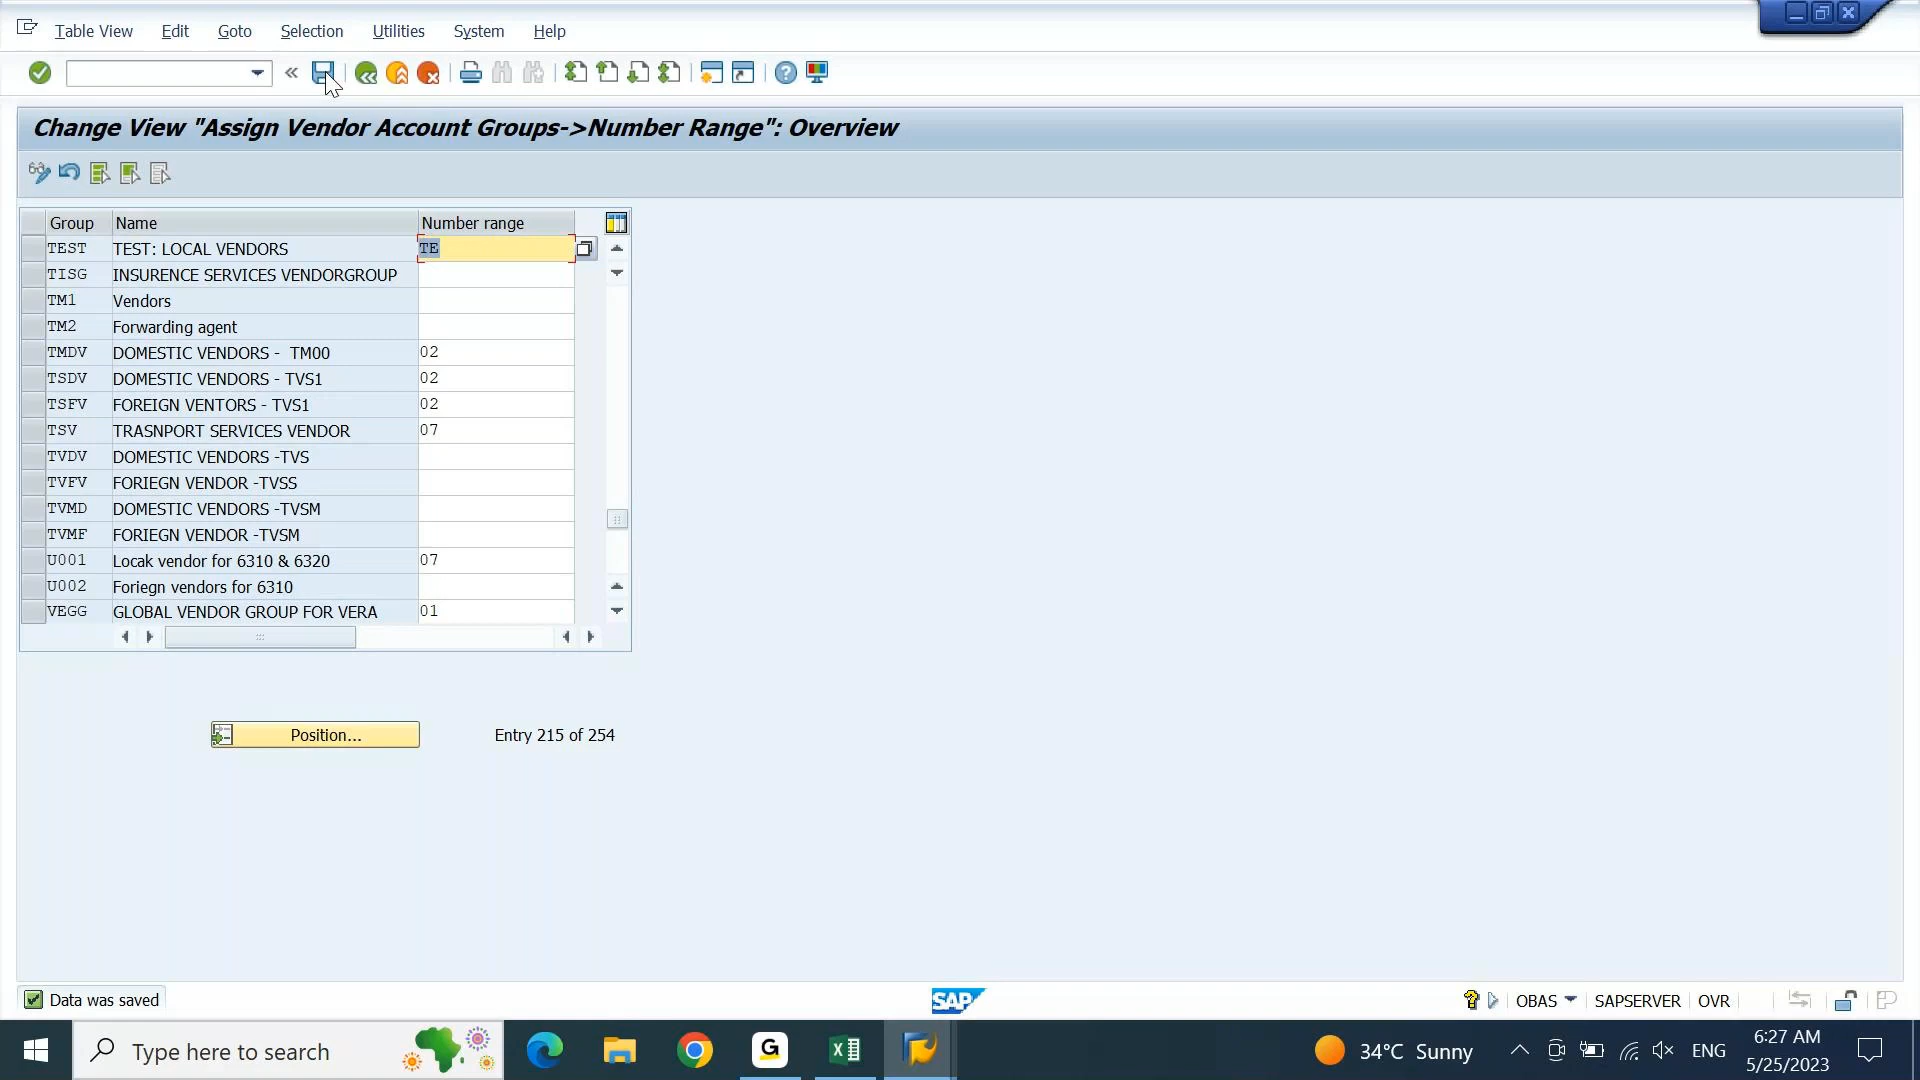 Table View Edit Goto Selection Utilities System Help
Change View "Assign Vendor Account Groups->Number Range": Overview
Group Name Number range
TEST TEST: LOCAL VENDORS TE
TISG INSURENCE SERVICES VENDORGROUP
TM1 Vendors
TM2 Forwarding agent
TMDV DOMESTIC VENDORS - TM00 02
TSDV DOMESTIC VENDORS - TVS1 02
TSFV FOREIGN VENTORS - TVS1 02
TSV TRASNPORT SERVICES VENDOR 07
TVDV DOMESTIC VENDORS -TVS
TVFV FORIEGN VENDOR -TVSS
TVMD DOMESTIC VENDORS -TVSM
TVMF FORIEGN VENDOR -TVSM
U001 Locak vendor for 6310 & 6320 07
U002 Foriegn vendors for 6310
VEGG GLOBAL VENDOR GROUP FOR VERA 01
Position... Entry 215 of 254
Data was saved SAP OBAS SAPSERVER OVR
Type here to search G 34°C Sunny ENG 6:27 AM
5/25/2023